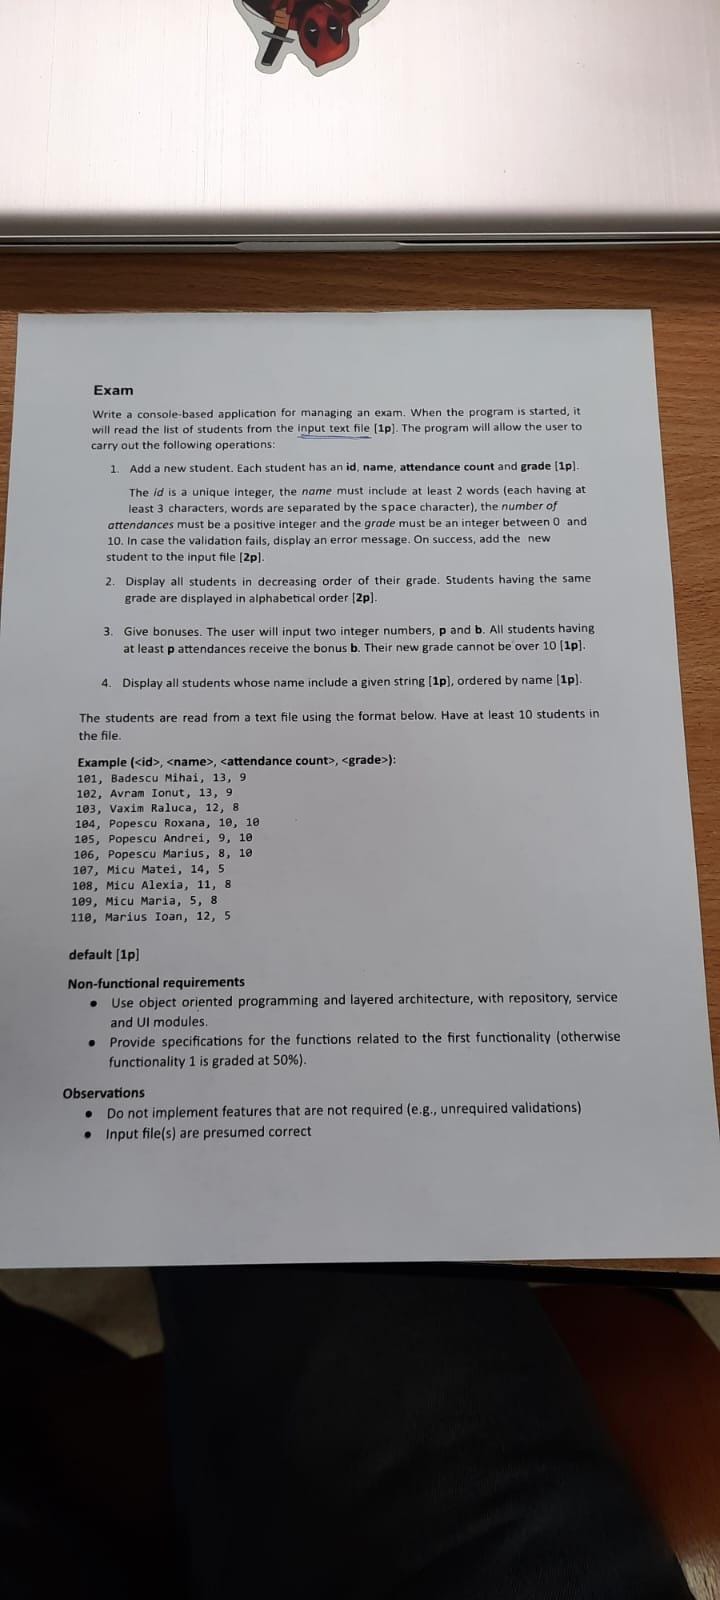 Exam
Write a console-based application for managing an exam. When the program is started, it
will read the list of students from the input text file [1p]. The program will allow the user to
carry out the following operations:
1. Add a new student. Each student has an id, name, attendance count and grade [1p].
The id is a unique integer, the name must include at least 2 words (each having at
least 3 characters, words are separated by the space character), the number of
attendances must be a positive integer and the grade must be an integer between 0 and
10. In case the validation fails, display an error message. On success, add the new
student to the input file [2p].
2. Display all students in decreasing order of their grade. Students having the same
grade are displayed in alphabetical order [2p].
3. Give bonuses. The user will input two integer numbers, p and b. All students having
at least p attendances receive the bonus b. Their new grade cannot be over 10 [1p].
4. Display all students whose name include a given string [1p], ordered by name [1p].
The students are read from a text file using the format below. Have at least 10 students in
the file.
Example (<id>, <name>, <attendance count>, <grade>):
101, Badescu Mihai, 13, 9
102, Avram Ionut, 13, 9
103, Vaxim Raluca, 12, 8
104, Popescu Roxana, 10, 10
105, Popescu Andrei, 9, 10
106, Popescu Marius, 8, 10
107, Micu Matei, 14, 5
108, Micu Alexia, 11, 8
109, Micu Maria, 5, 8
110, Marius Ioan, 12, 5
default [1p]
Non-functional requirements
• Use object oriented programming and layered architecture, with repository, service
and UI modules.
• Provide specifications for the functions related to the first functionality (otherwise
functionality 1 is graded at 50%).
Observations
• Do not implement features that are not required (e.g., unrequired validations)
• Input file(s) are presumed correct